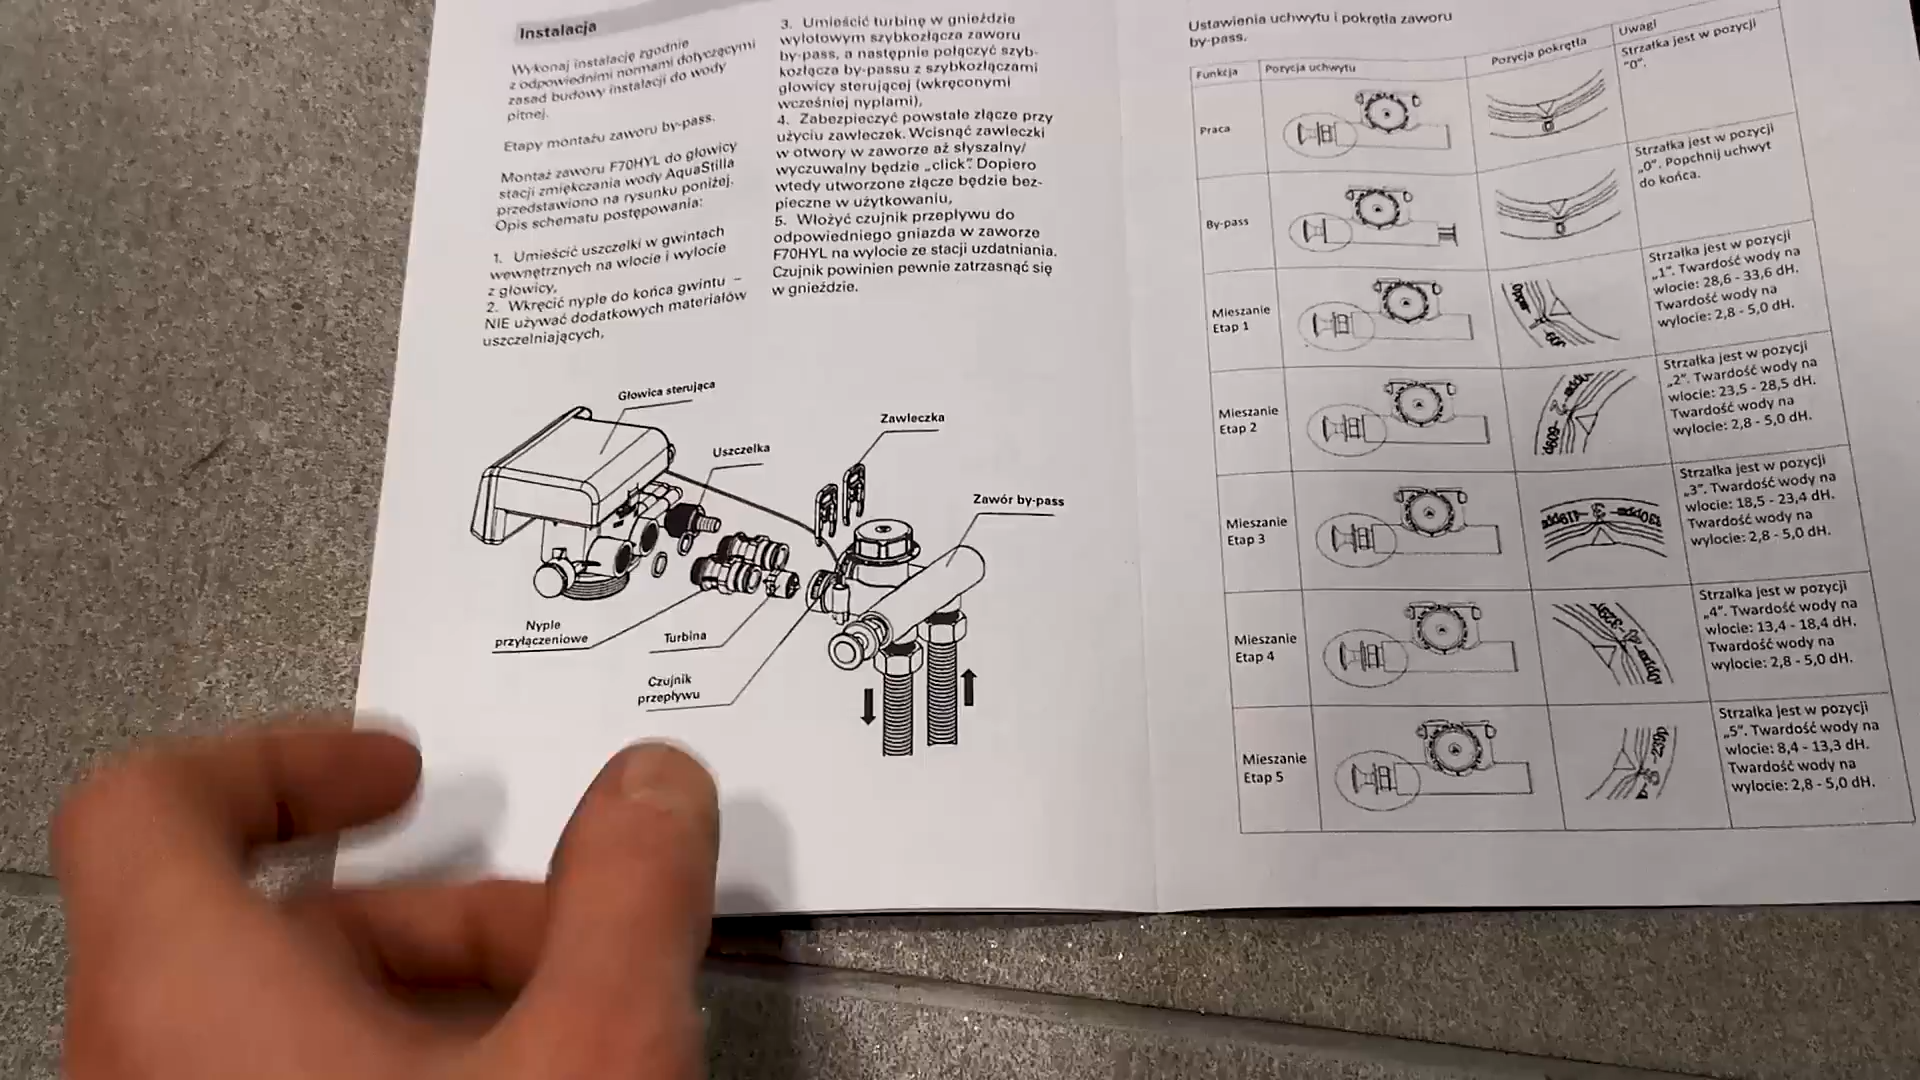 Instalacja
Wykonaj instalację zgodnie
z odpowiednimi normami dotyczącymi
zasad budowy instalacji do wody
pitnej.
Etapy montażu zaworu by-pass.
Montaż zaworu F70HYL do głowicy
stacji zmiękczania wody AquaStilla
przedstawiono na rysunku poniżej.
Opis schematu postępowania:
1. Umieścić uszczelki w gwintach
wewnętrznych na wlocie i wylocie
z głowicy,
2. Wkręcić nyple do końca gwintu –
NIE używać dodatkowych materiałów
uszczelniających,
3. Umieścić turbinę w gnieździe
wylotowym szybkozłącza zaworu
by-pass, a następnie połączyć szyb-
kozłącza by-passu z szybkozłączami
głowicy sterującej (wkręconymi
wcześniej nyplami),
4. Zabezpieczyć powstałe złącze przy
użyciu zawleczek. Wcisnąć zawleczki
w otwory w zaworze aż słyszalny/
wyczuwalny będzie „click". Dopiero
wtedy utworzone złącze będzie bez-
pieczne w użytkowaniu,
5. Włożyć czujnik przepływu do
odpowiedniego gniazda w zaworze
F70HYL na wylocie ze stacji uzdatniania.
Czujnik powinien pewnie zatrzasnąć się
w gnieździe.
Głowica sterująca
Uszczelka
Zawleczka
Zawór by-pass
Nyple
przyłączeniowe
Turbina
Czujnik
przepływu
Ustawienia uchwytu i pokrętła zaworu
by-pass.
Funkcja
Pozycja uchwytu
Pozycja pokrętła
Uwagi
Praca
Strzałka jest w pozycji
„0".
By-pass
Strzałka jest w pozycji
„0". Popchnij uchwyt
do końca.
Mieszanie
Etap 1
Strzałka jest w pozycji
„1". Twardość wody na
wlocie: 28,6 - 33,6 dH.
Twardość wody na
wylocie: 2,8 - 5,0 dH.
Mieszanie
Etap 2
Strzałka jest w pozycji
„2". Twardość wody na
wlocie: 23,5 - 28,5 dH.
Twardość wody na
wylocie: 2,8 - 5,0 dH.
Mieszanie
Etap 3
Strzałka jest w pozycji
„3". Twardość wody na
wlocie: 18,5 - 23,4 dH.
Twardość wody na
wylocie: 2,8 - 5,0 dH.
Mieszanie
Etap 4
Strzałka jest w pozycji
„4". Twardość wody na
wlocie: 13,4 - 18,4 dH.
Twardość wody na
wylocie: 2,8 - 5,0 dH.
Mieszanie
Etap 5
Strzałka jest w pozycji
„5". Twardość wody na
wlocie: 8,4 - 13,3 dH.
Twardość wody na
wylocie: 2,8 - 5,0 dH.